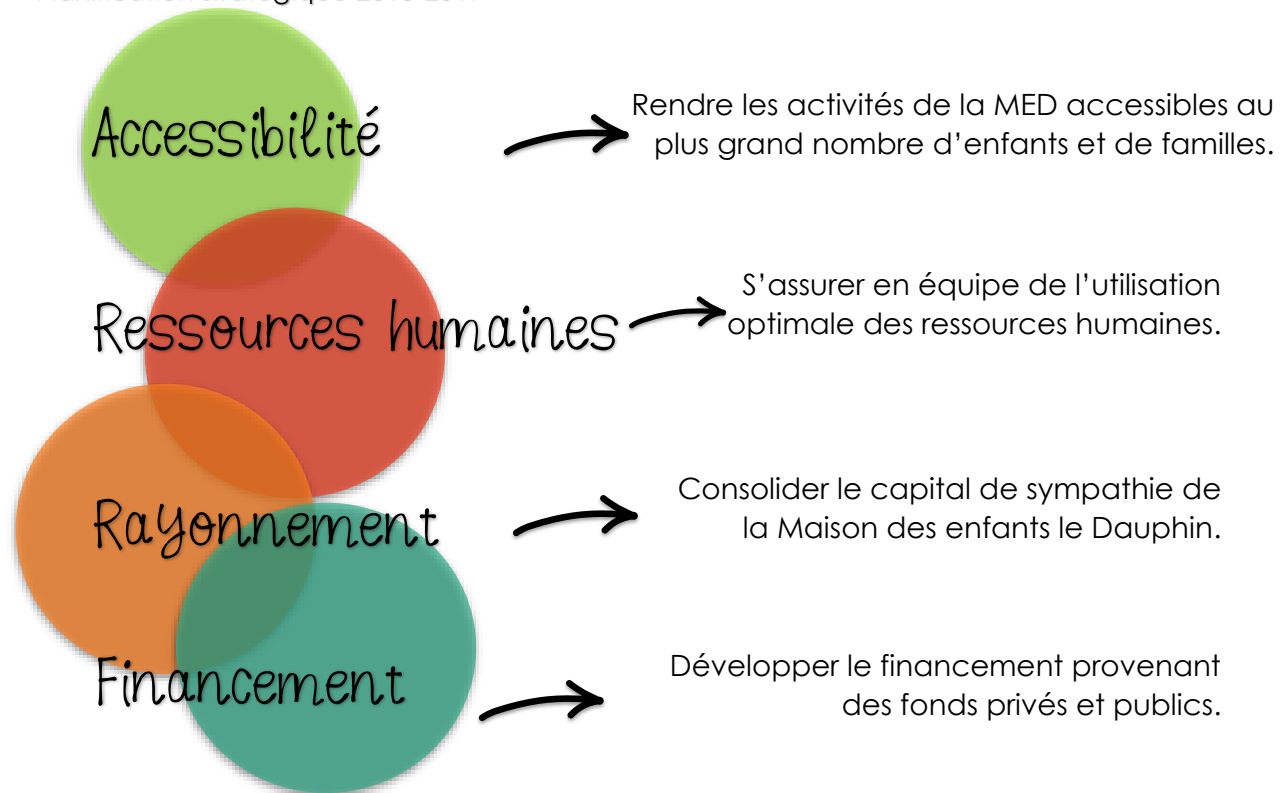 Accessibilité
Rendre les activités de la MED accessibles au
plus grand nombre d’enfants et de familles.
Ressources humaines
S’assurer en équipe de l’utilisation
optimale des ressources humaines.
Rayonnement
Consolider le capital de sympathie de
la Maison des enfants le Dauphin.
Financement
Développer le financement provenant
des fonds privés et publics.